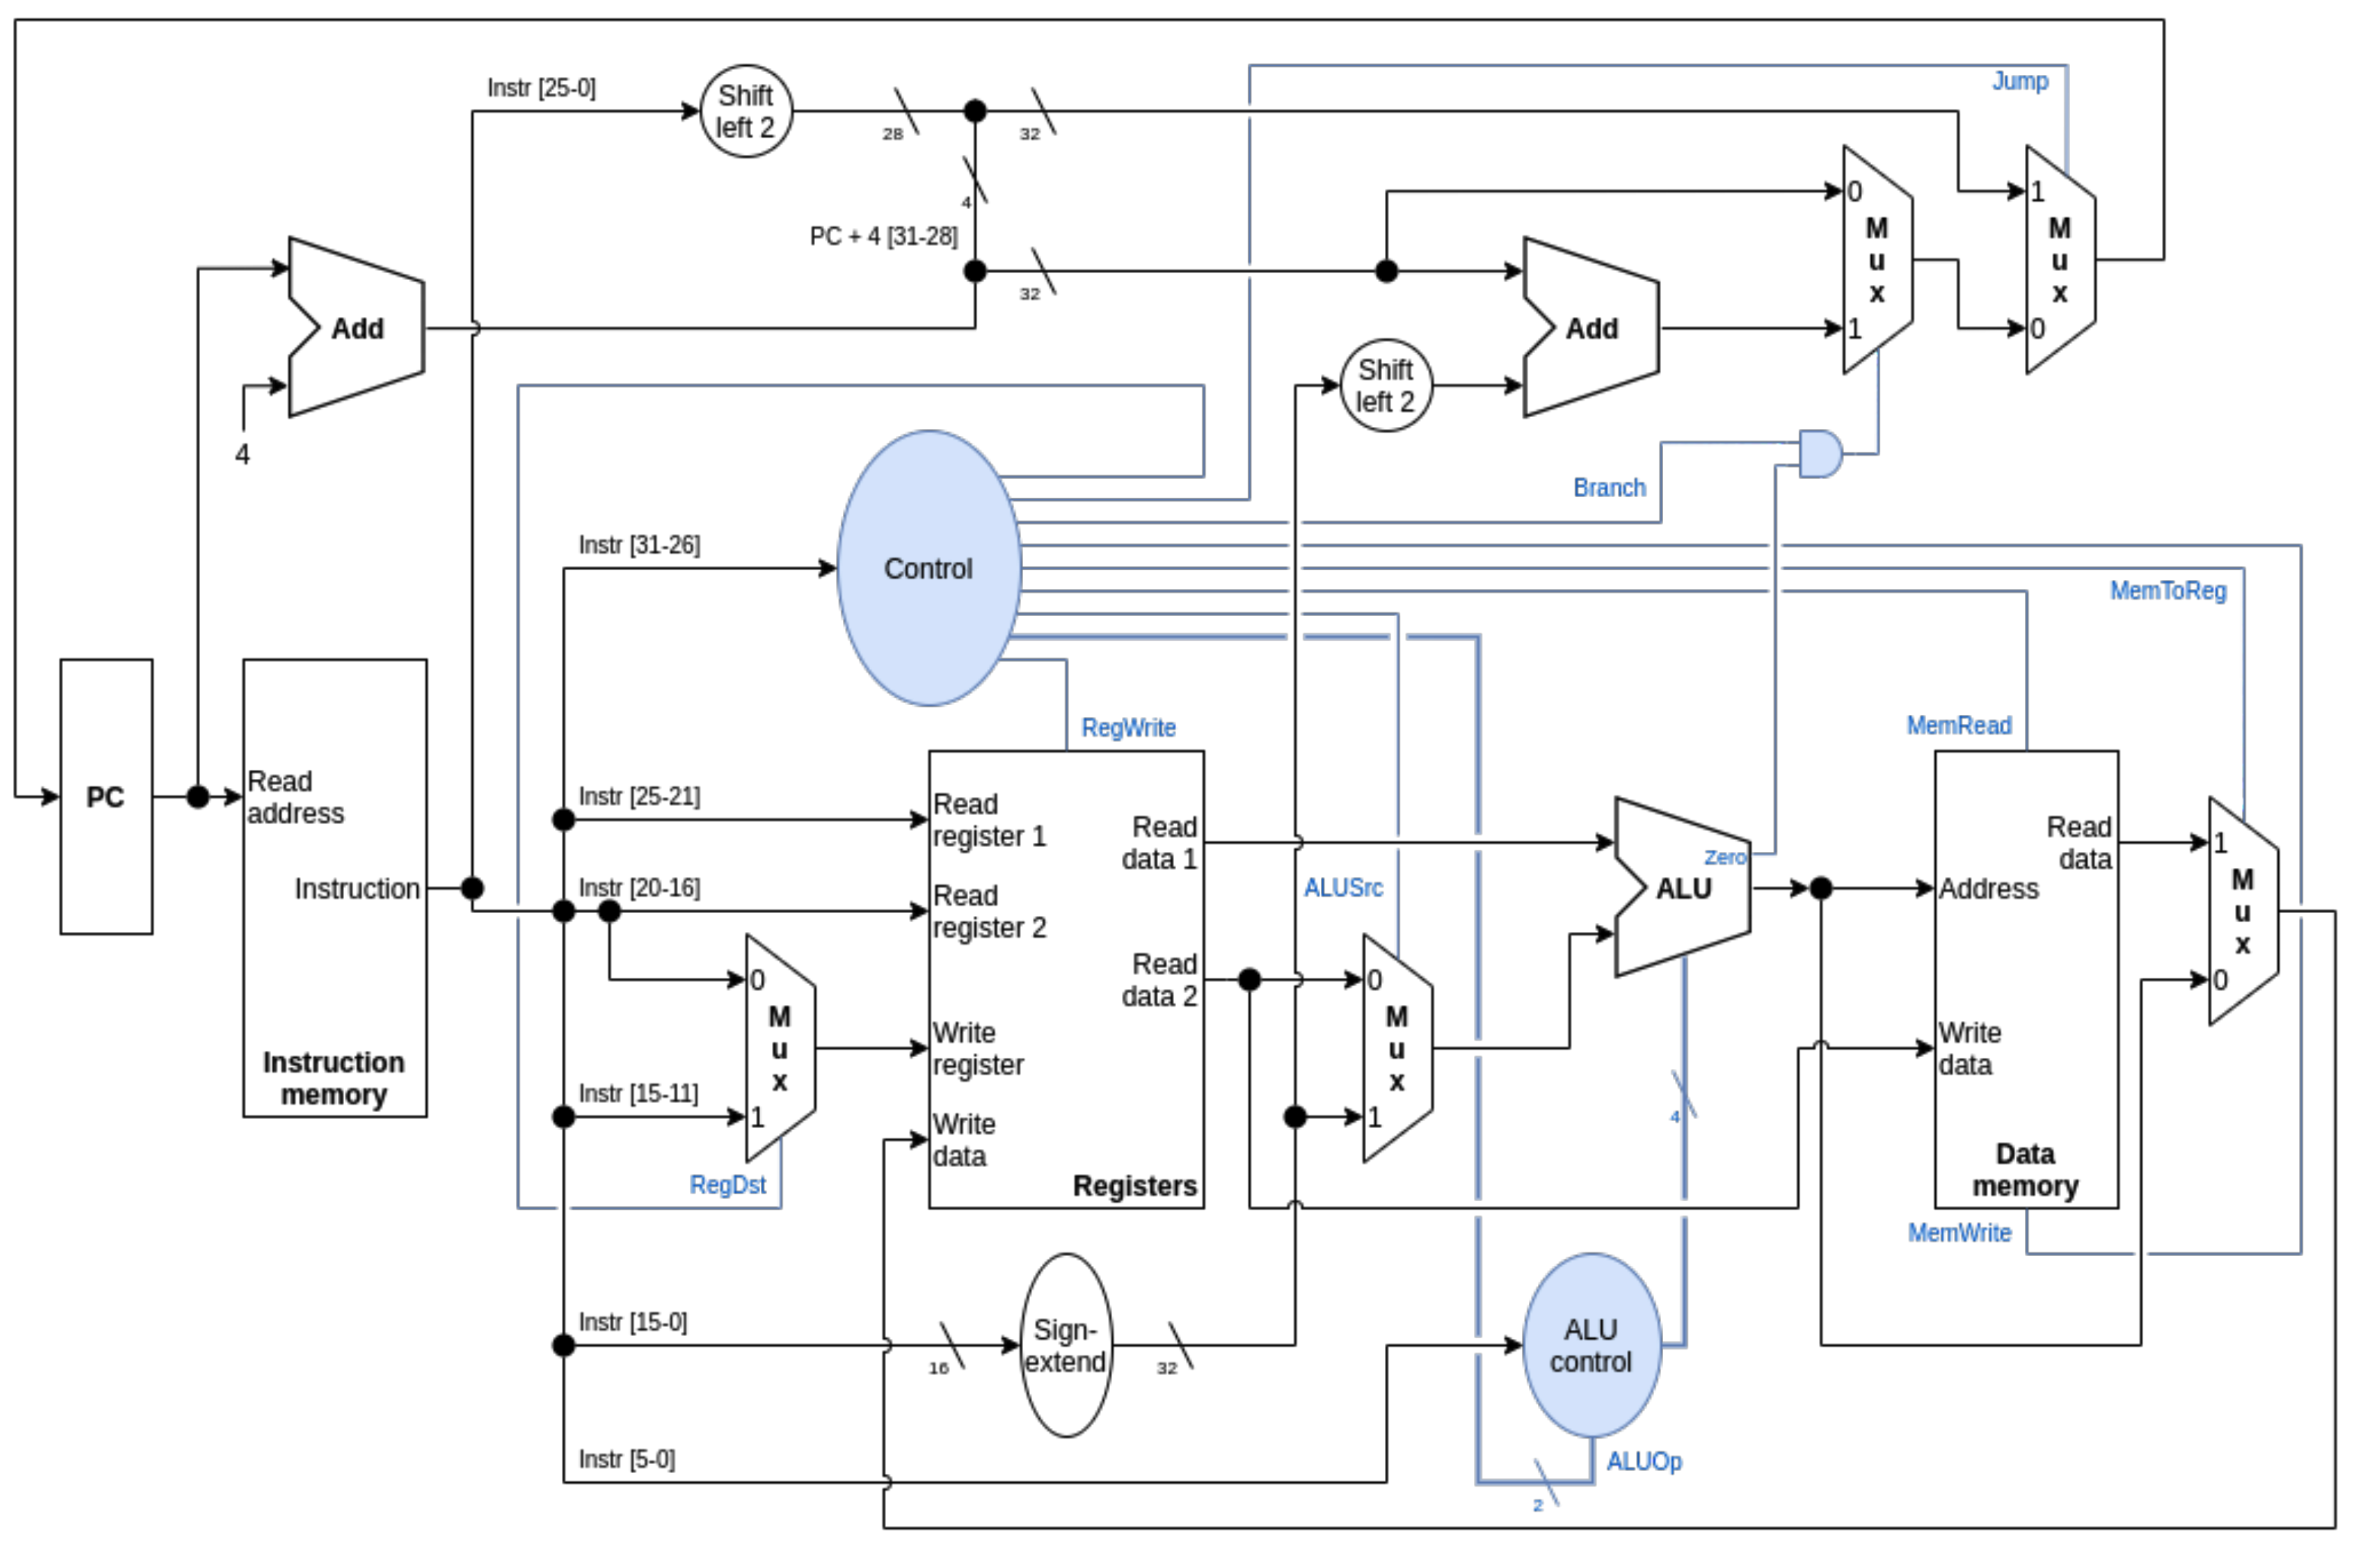 Instr [25-0]
Shift
left 2
28
32
Jump
4
PC + 4 [31-28]
32
0
M
u
x
1
1
M
u
x
0
Add
4
Add
Shift
left 2
Branch
Instr [31-26]
Control
MemToReg
RegWrite
MemRead
PC
Read
address
Instruction
Instruction
memory
Instr [25-21]
Instr [20-16]
0
M
u
x
1
Instr [15-11]
RegDst
Read
register 1
Read
register 2
Write
register
Write
data
Read
data 1
Read
data 2
Registers
ALUSrc
0
M
u
x
1
Zero
ALU
4
Read
data
Address
Write
data
Data
memory
MemWrite
1
M
u
x
0
Instr [15-0]
16
Sign-
extend
32
ALU
control
Instr [5-0]
ALUOp
2